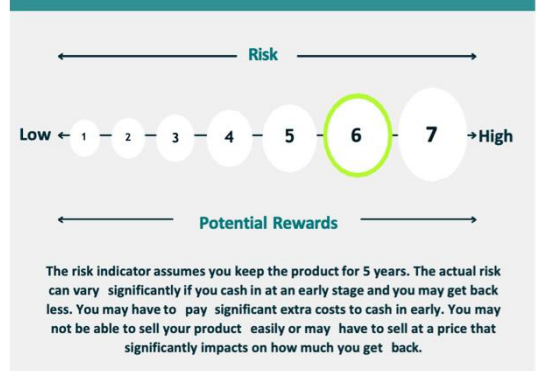 Risk
Low 1 2 3 4 5 6 7 High
Potential Rewards
The risk indicator assumes you keep the product for 5 years. The actual risk
can vary significantly if you cash in at an early stage and you may get back
less. You may have to pay significant extra costs to cash in early. You may
not be able to sell your product easily or may have to sell at a price that
significantly impacts on how much you get back.